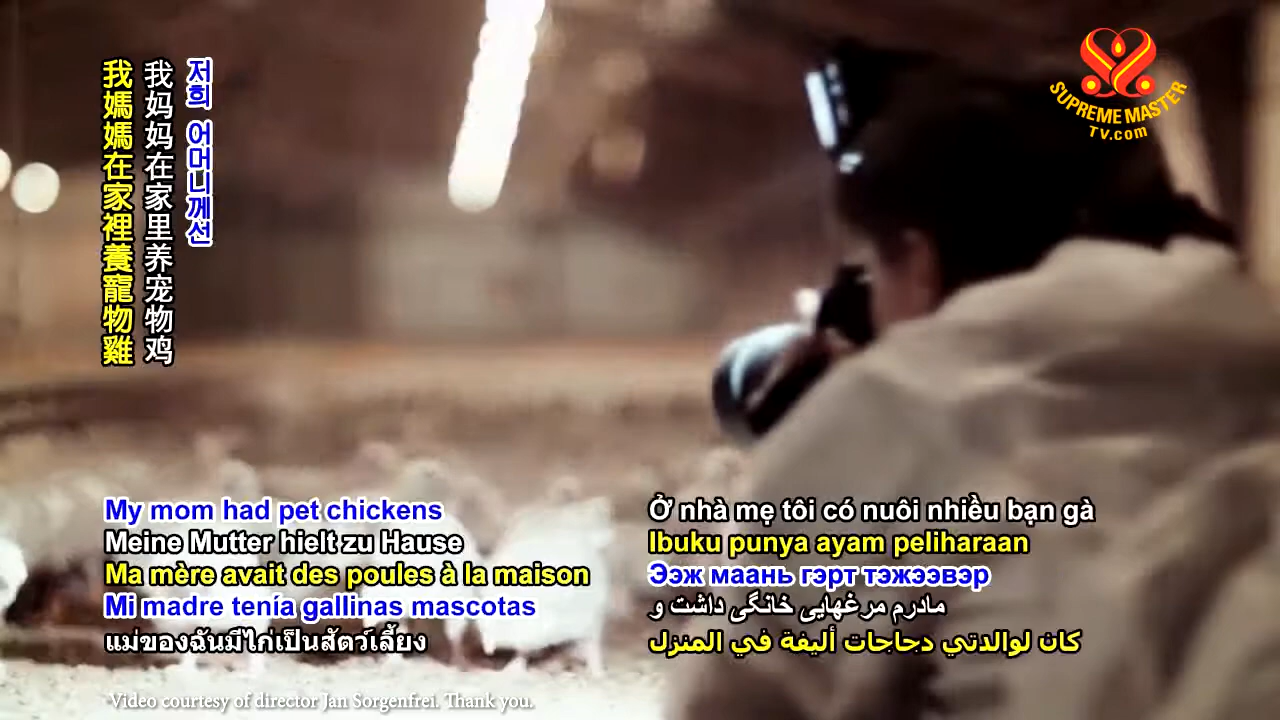 我媽媽在家裡養寵物雞
我妈妈在家里养宠物鸡
저희 어머니께선
SUPREME MASTER
TV.com
My mom had pet chickens
Meine Mutter hielt zu Hause
Ma mère avait des poules à la maison
Mi madre tenía gallinas mascotas
แม่ของฉันมีไก่เป็นสัตว์เลี้ยง
Ở nhà mẹ tôi có nuôi nhiều bạn gà
Ibuku punya ayam peliharaan
Ээж маань гэрт тэжээвэр
مادرم مرغهایی خانگی داشت و
كان لوالدتي دجاجات أليفة في المنزل
Video courtesy of director Jan Sorgenfrei. Thank you.